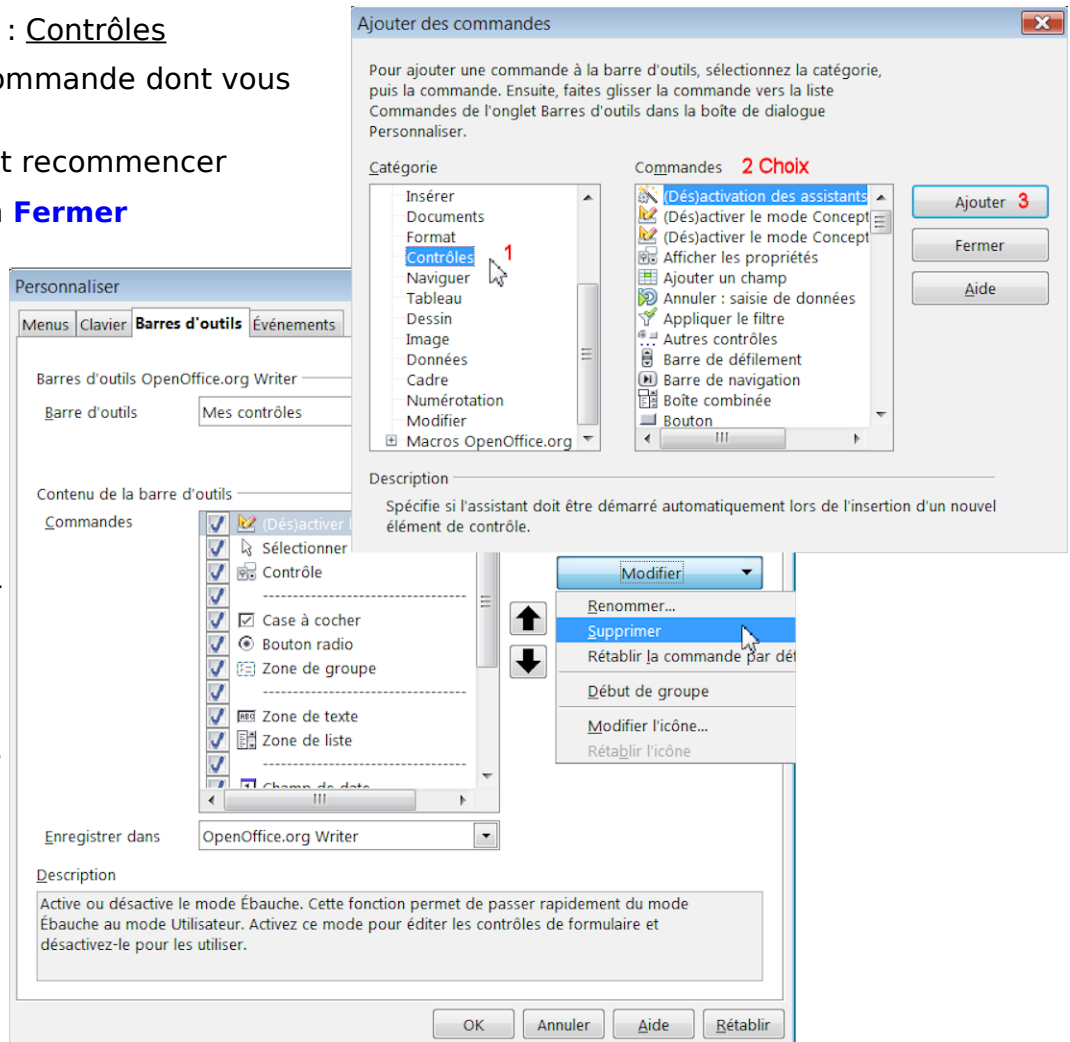 : Contrôles
ommande dont vous
t recommencer
Fermer
Ajouter des commandes
Pour ajouter une commande à la barre d'outils, sélectionnez la catégorie,
puis la commande. Ensuite, faites glisser la commande vers la liste
Commandes de l'onglet Barres d'outils dans la boîte de dialogue
Personnaliser.
Catégorie
Insérer
Documents
Format
Contrôles 1
Naviguer
Tableau
Dessin
Image
Données
Cadre
Numérotation
Modifier
Macros OpenOffice.org
Commandes 2 Choix
(Dés)activation des assistants
(Dés)activer le mode Concept
(Dés)activer le mode Concept
Afficher les propriétés
Ajouter un champ
Annuler : saisie de données
Appliquer le filtre
Autres contrôles
Barre de défilement
Barre de navigation
Boîte combinée
Bouton
Ajouter 3
Fermer
Aide
Description
Spécifie si l'assistant doit être démarré automatiquement lors de l'insertion d'un nouvel
élément de contrôle.
Personnaliser
Menus Clavier Barres d'outils Événements
Barres d'outils OpenOffice.org Writer
Barre d'outils Mes contrôles
Contenu de la barre d'outils
Commandes
(Dés)activer l
Sélectionner
Contrôle
----------------------------------
Case à cocher
Bouton radio
Zone de groupe
----------------------------------
Zone de texte
Zone de liste
----------------------------------
Champ de date
Modifier
Renommer...
Supprimer
Rétablir la commande par déf
Début de groupe
Modifier l'icône...
Rétablir l'icône
Enregistrer dans OpenOffice.org Writer
Description
Active ou désactive le mode Ébauche. Cette fonction permet de passer rapidement du mode
Ébauche au mode Utilisateur. Activez ce mode pour éditer les contrôles de formulaire et
désactivez-le pour les utiliser.
OK Annuler Aide Rétablir